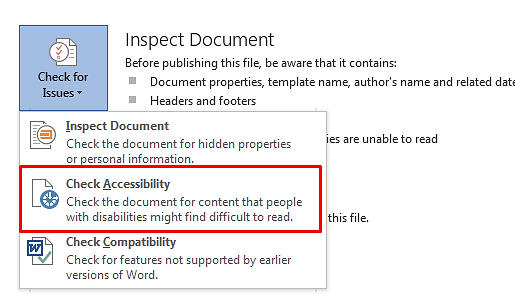 Inspect Document
Before publishing this file, be aware that it contains:
Document properties, template name, author's name and related date
Headers and footers
Check for
Issues
Inspect Document
Check the document for hidden properties
or personal information.
ies are unable to read
Check Accessibility
Check the document for content that people
with disabilities might find difficult to read.
this file.
Check Compatibility
Check for features not supported by earlier
versions of Word.